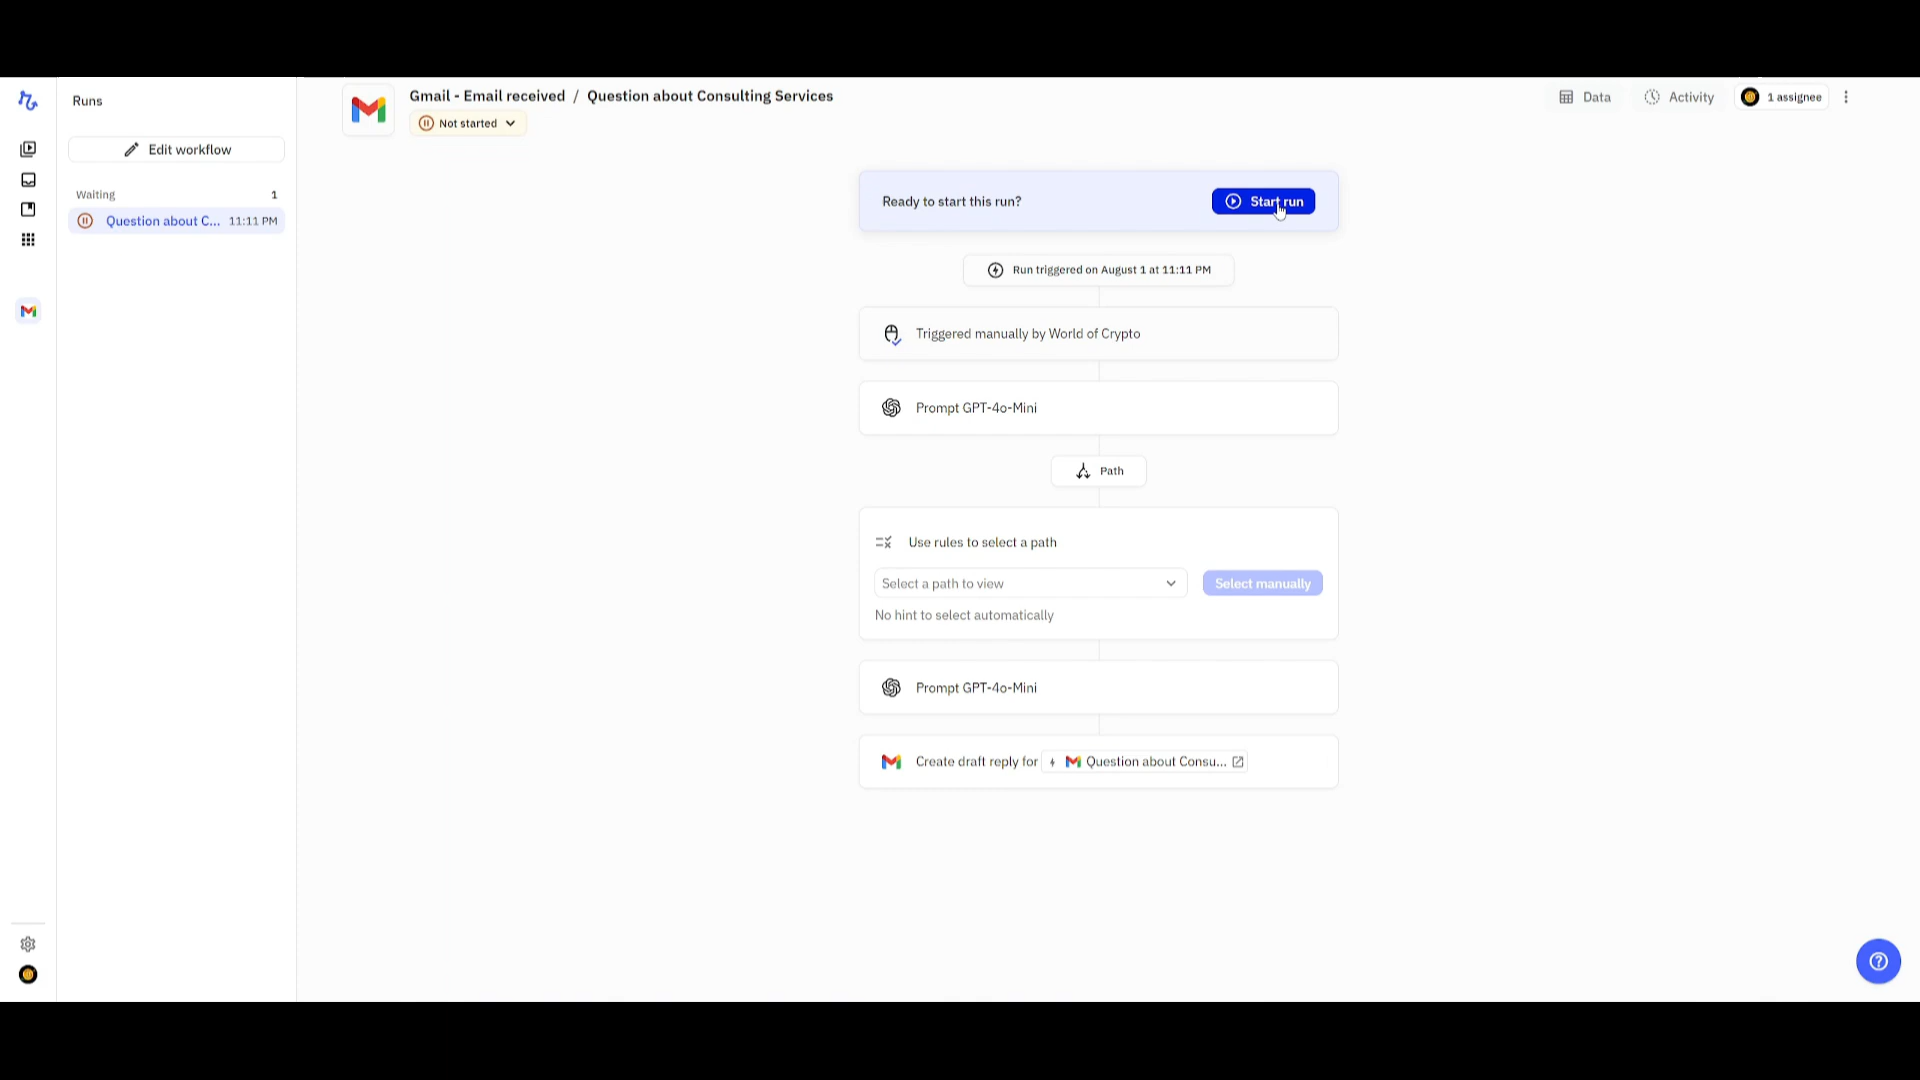 Runs
Edit workflow
Waiting 1
Question about C... 11:11 PM
Gmail - Email received / Question about Consulting Services
Not started
Data Activity 1 assignee
Ready to start this run? Start run
Run triggered on August 1 at 11:11 PM
Triggered manually by World of Crypto
Prompt GPT-4o-Mini
Path
Use rules to select a path
Select a path to view Select manually
No hint to select automatically
Prompt GPT-4o-Mini
Create draft reply for Question about Consu...